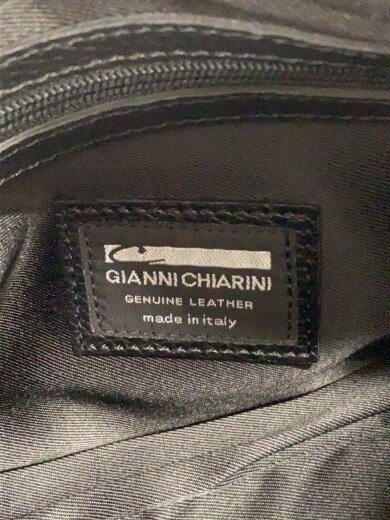 GIANNI CHIARINI
GENUINE LEATHER
made in italy